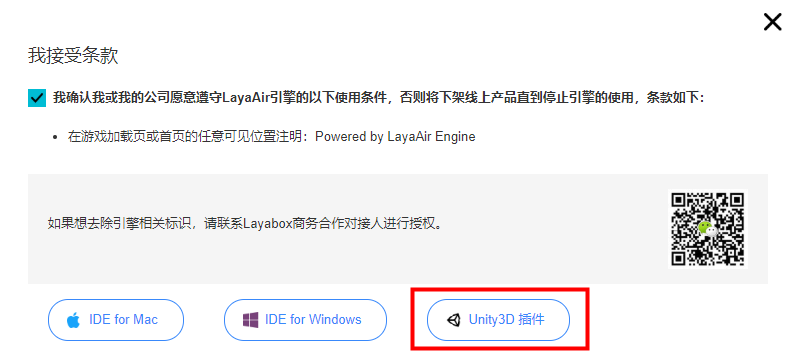 我接受条款
我确认我或我的公司愿意遵守LayaAir引擎的以下使用条件，否则将下架线上产品直到停止引擎的使用，条款如下：
• 在游戏加载页或首页的任意可见位置注明：Powered by LayaAir Engine
如果想去除引擎相关标识，请联系Layabox商务合作对接人进行授权。
IDE for Mac
IDE for Windows
Unity3D 插件